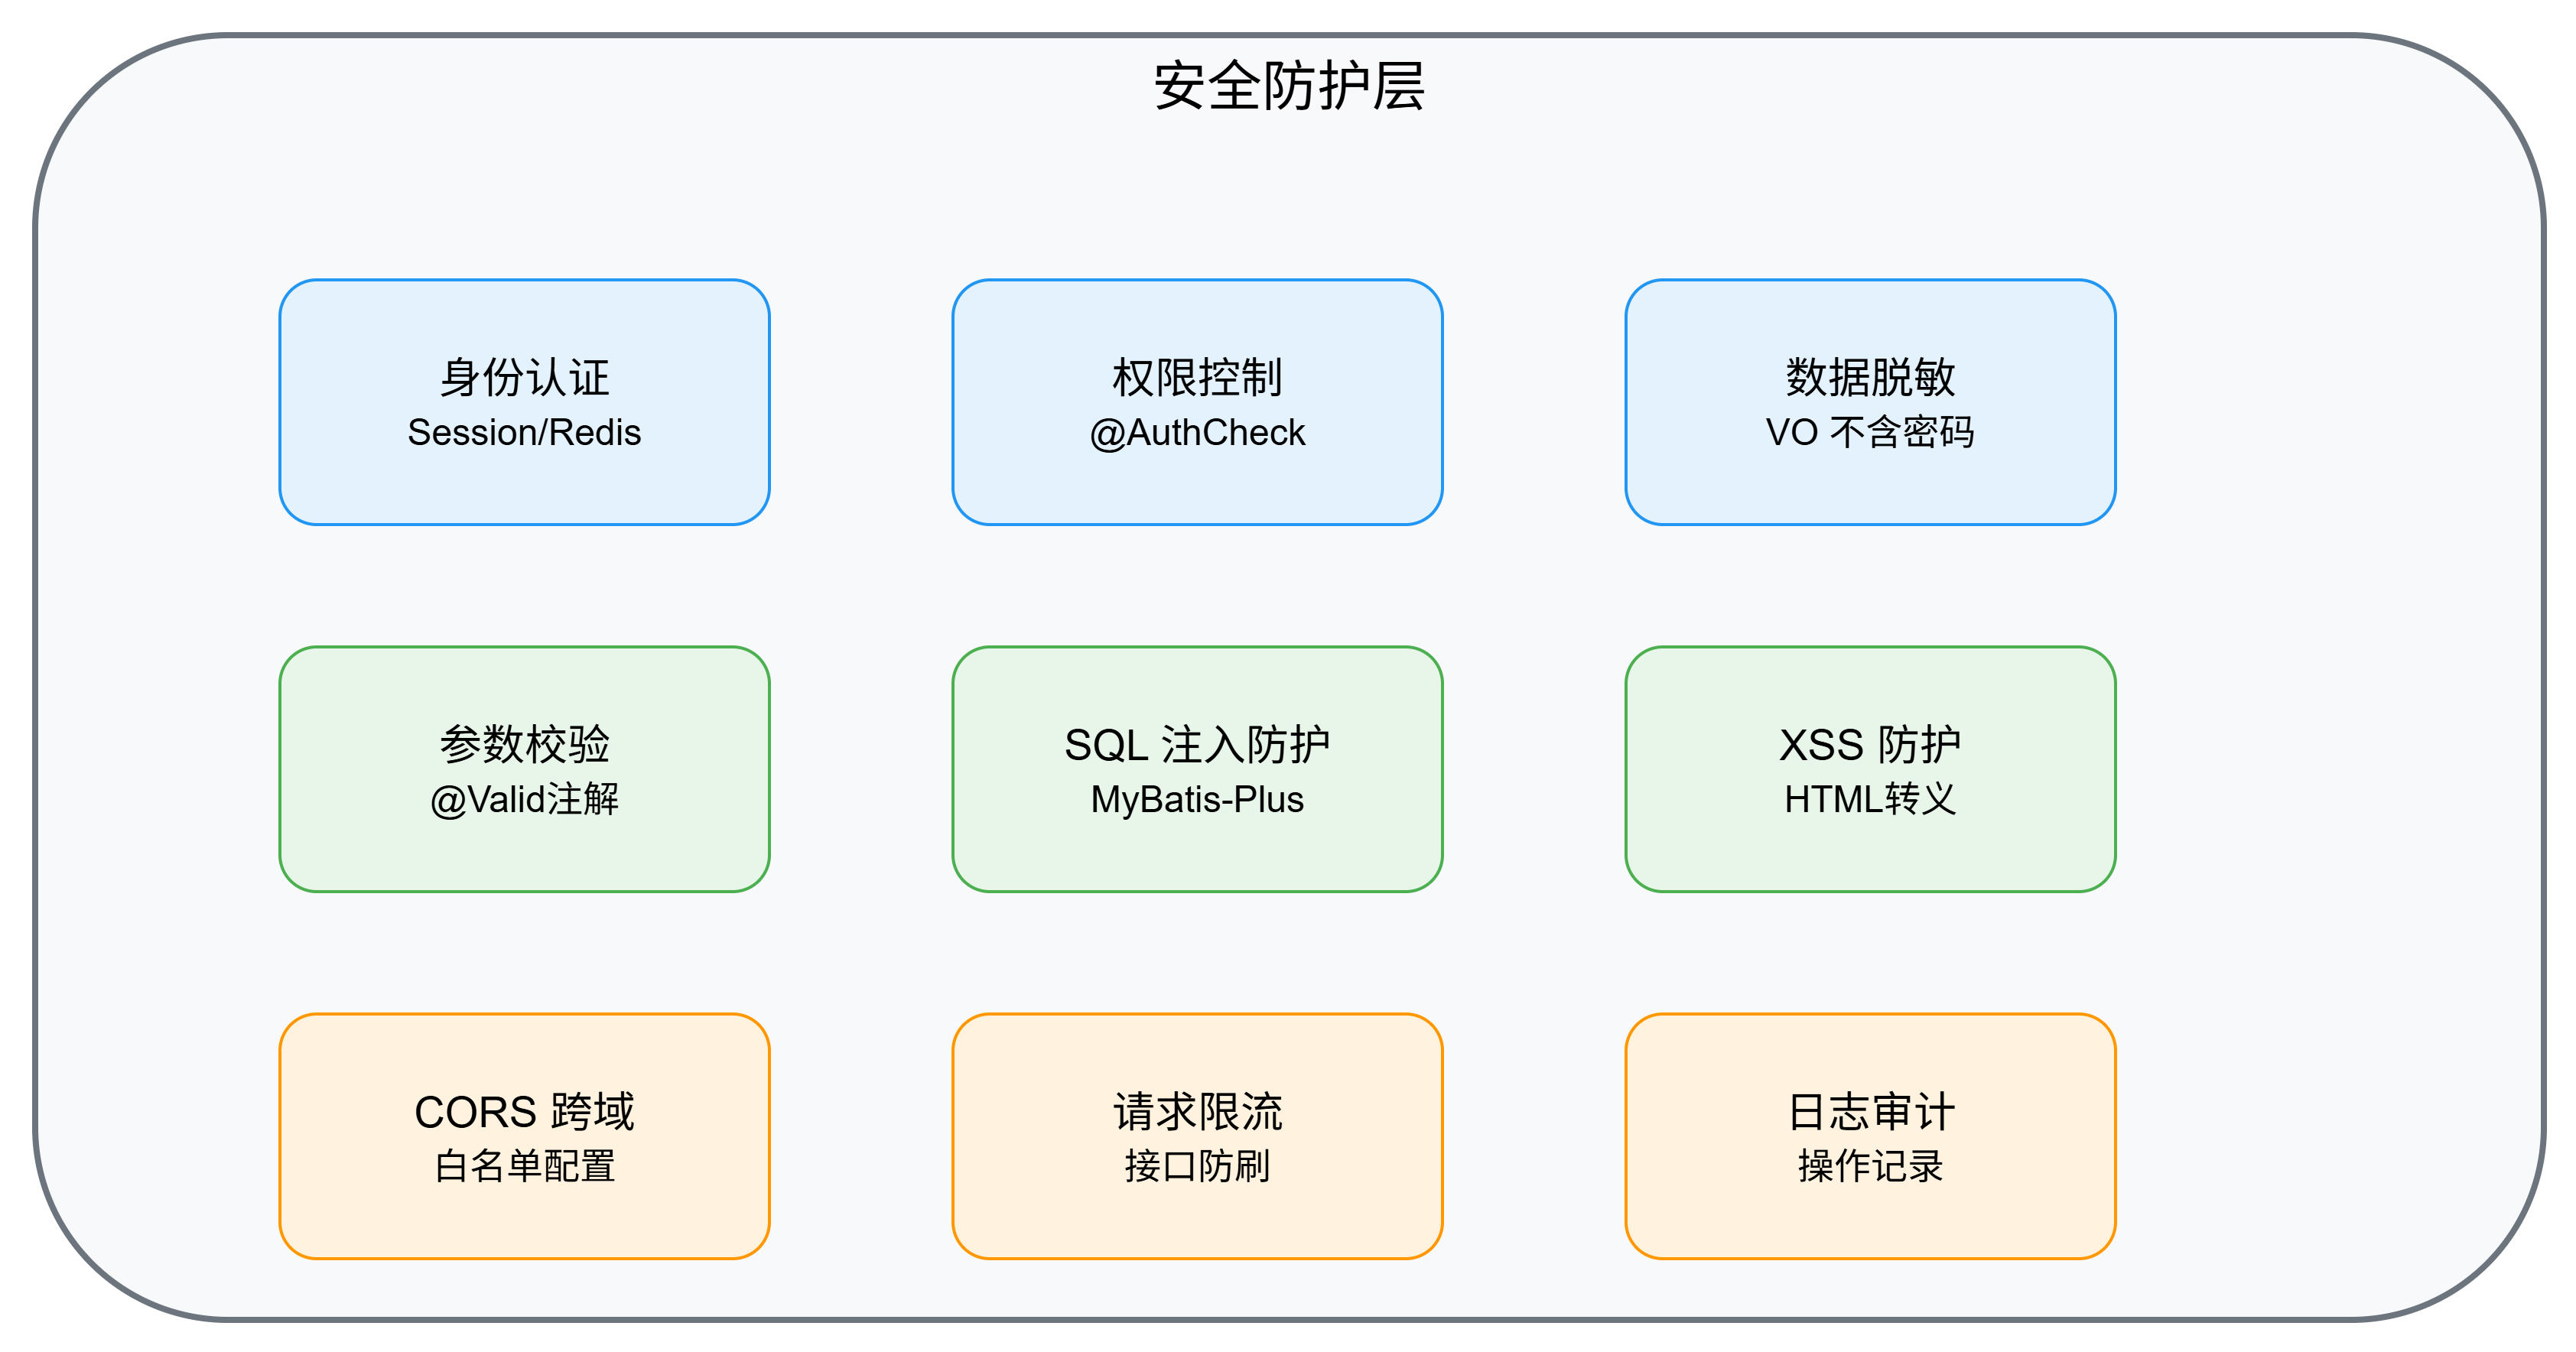 安全防护层
身份认证
Session/Redis
权限控制
@AuthCheck
数据脱敏
VO 不含密码
参数校验
@Valid注解
SQL 注入防护
MyBatis-Plus
XSS 防护
HTML转义
CORS 跨域
白名单配置
请求限流
接口防刷
日志审计
操作记录